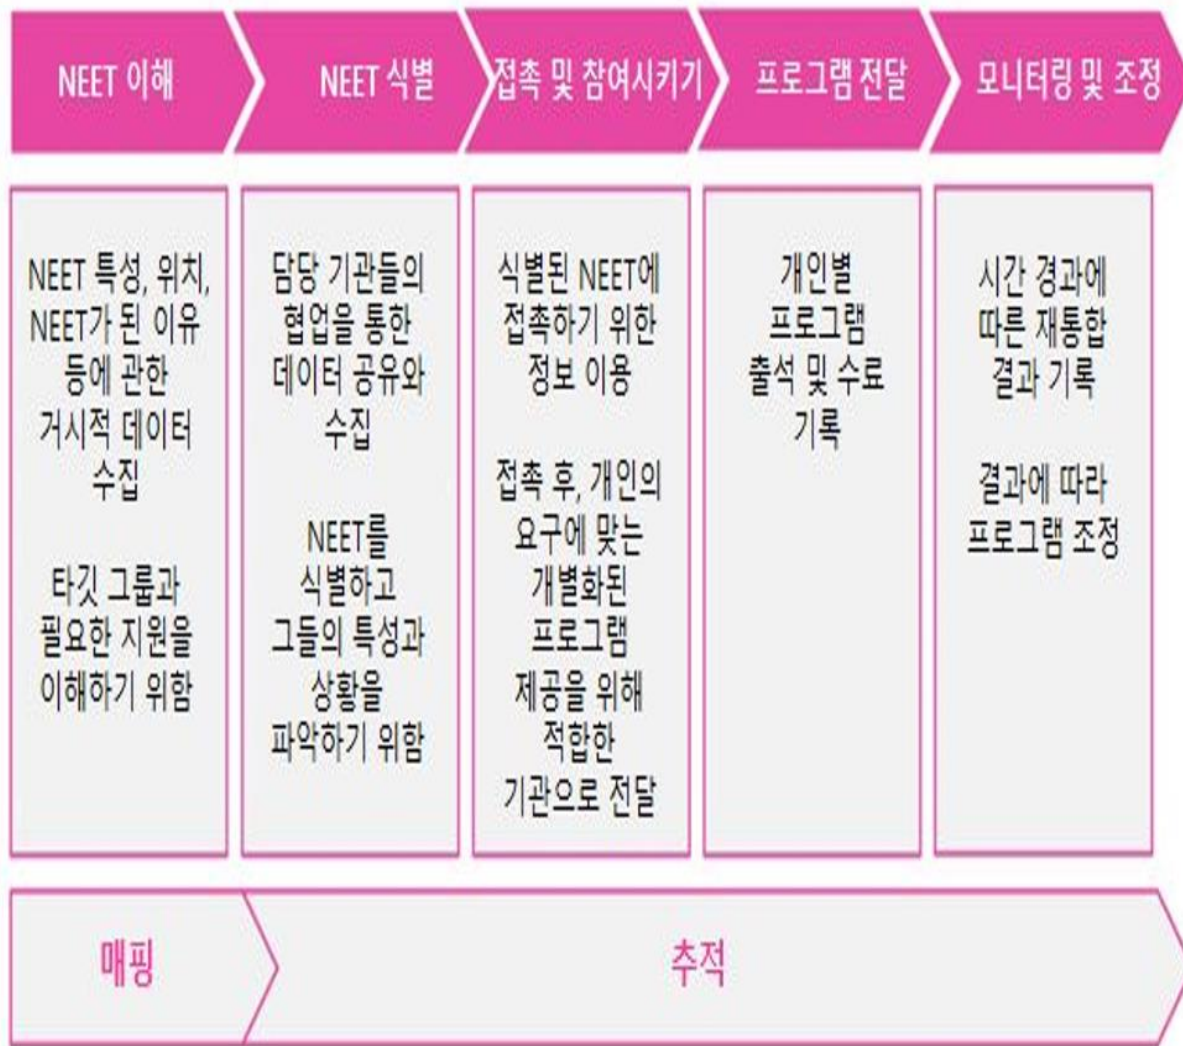 NEET 이해
NEET 식별
접촉 및 참여시키기
프로그램 전달
모니터링 및 조정
NEET 특성, 위치,
NEET가 된 이유
등에 관한
거시적 데이터
수집
타깃 그룹과
필요한 지원을
이해하기 위함
담당 기관들의
협업을 통한
데이터 공유와
수집
NEET를
식별하고
그들의 특성과
상황을
파악하기 위함
식별된 NEET에
접촉하기 위한
정보 이용
접촉 후, 개인의
요구에 맞는
개별화된
프로그램
제공을 위해
적합한
기관으로 전달
개인별
프로그램
출석 및 수료
기록
시간 경과에
따른 재통합
결과 기록
결과에 따라
프로그램 조정
매핑
추적